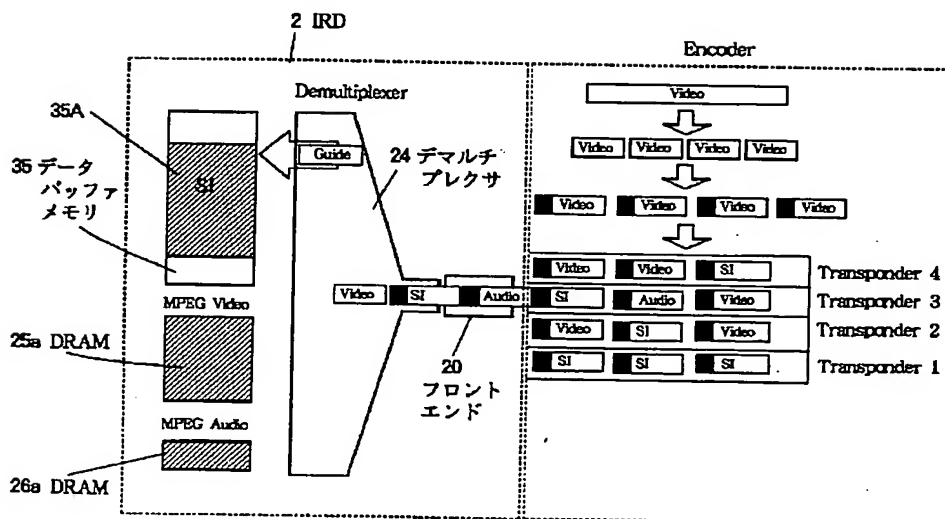 2 IRD
Encoder
Demultiplexer
Video
35A
Guide
24 デマルチ
プレクサ
Video Video Video Video
35 データ
バッファ
メモリ
SI
Video Video Video Video
Video Video SI Transponder 4
Video SI Audio SI Audio Video Transponder 3
MPEG Video
Video SI Video Transponder 2
25a DRAM
20
フロント
エンド
SI SI SI Transponder 1
MPEG Audio
26a DRAM